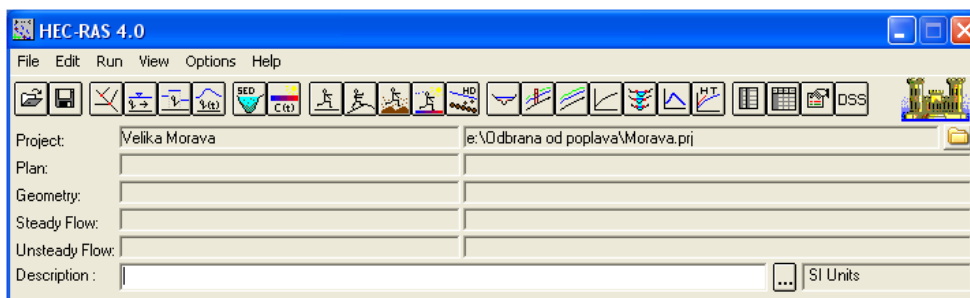 HEC-RAS 4.0
File Edit Run View Options Help
SED C(t) HD HT DSS
Project: Velika Morava e:\Odbrana od poplava\Morava.prj
Plan:
Geometry:
Steady Flow:
Unsteady Flow:
Description : ... SI Units